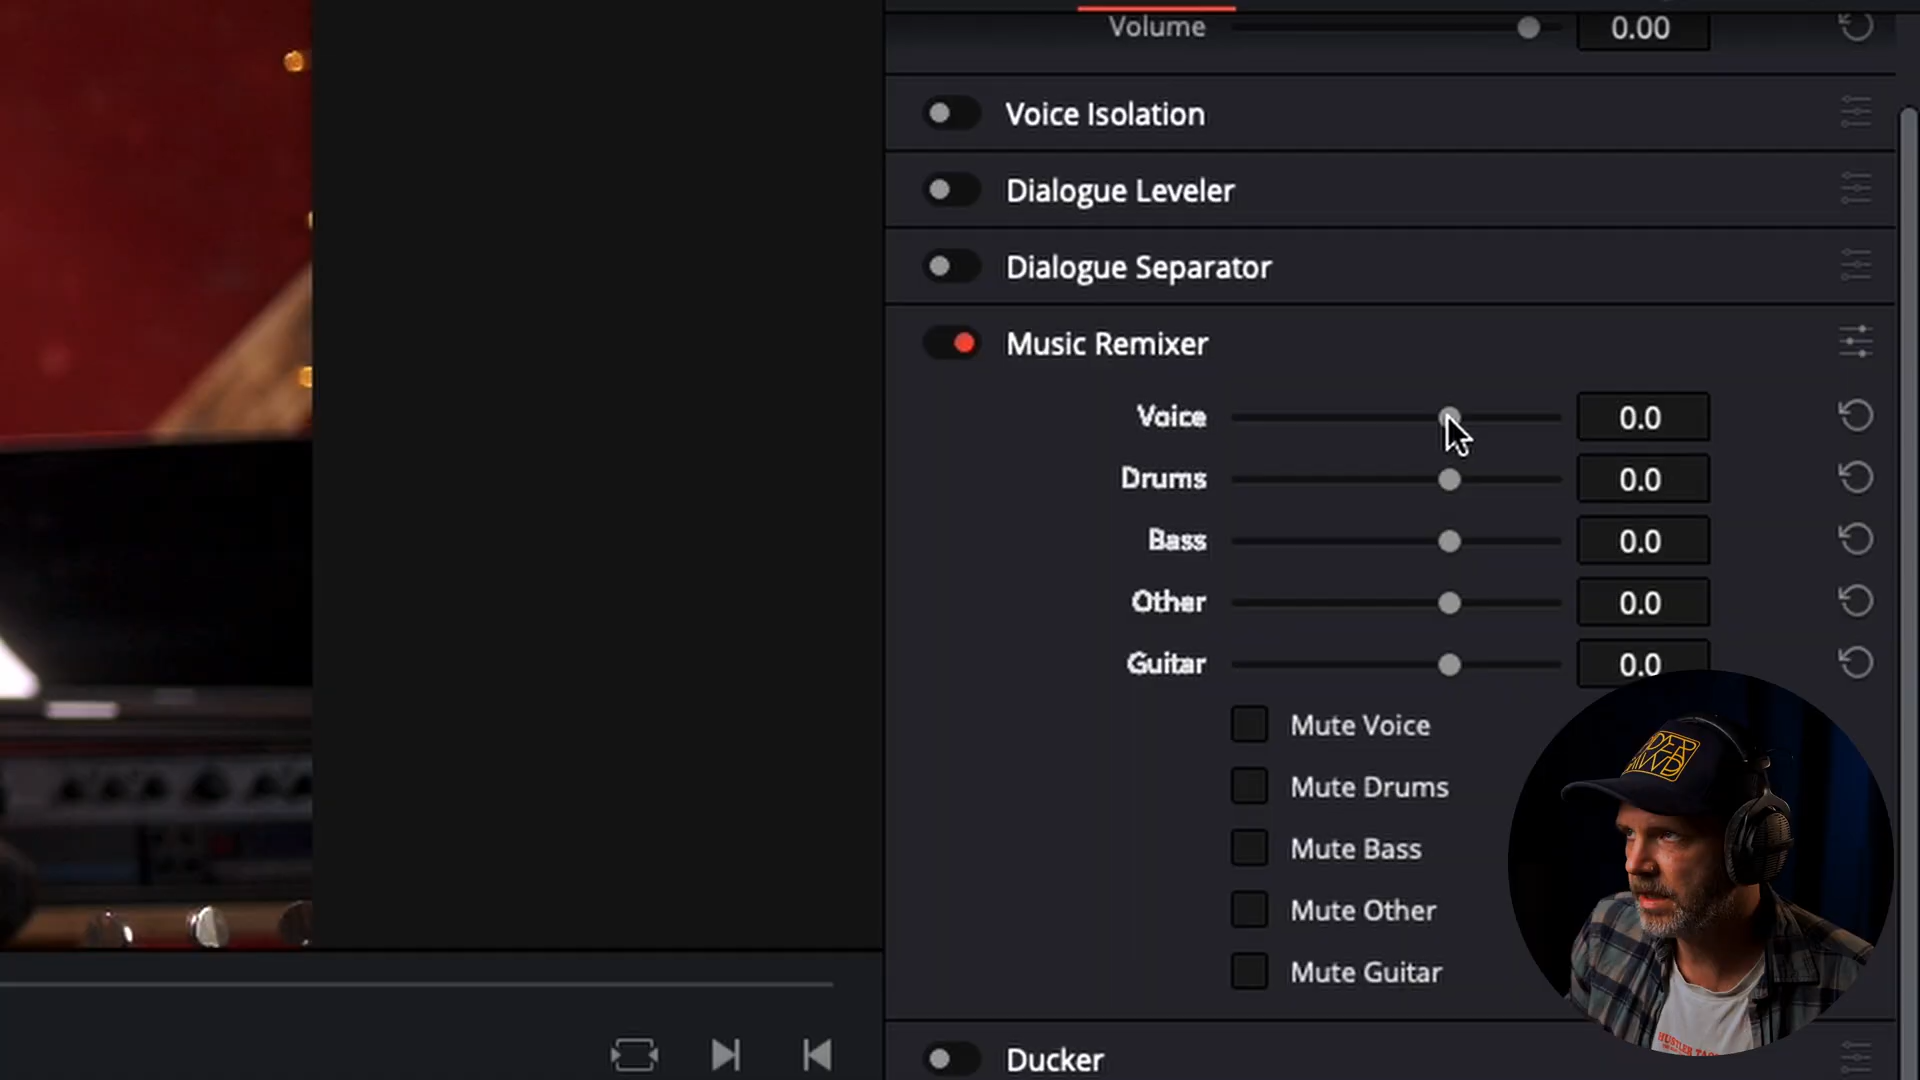 Volume 0.00
Voice Isolation
Dialogue Leveler
Dialogue Separator
Music Remixer
Voice 0.0
Drums 0.0
Bass 0.0
Other 0.0
Guitar 0.0
Mute Voice
Mute Drums
Mute Bass
Mute Other
Mute Guitar
Ducker